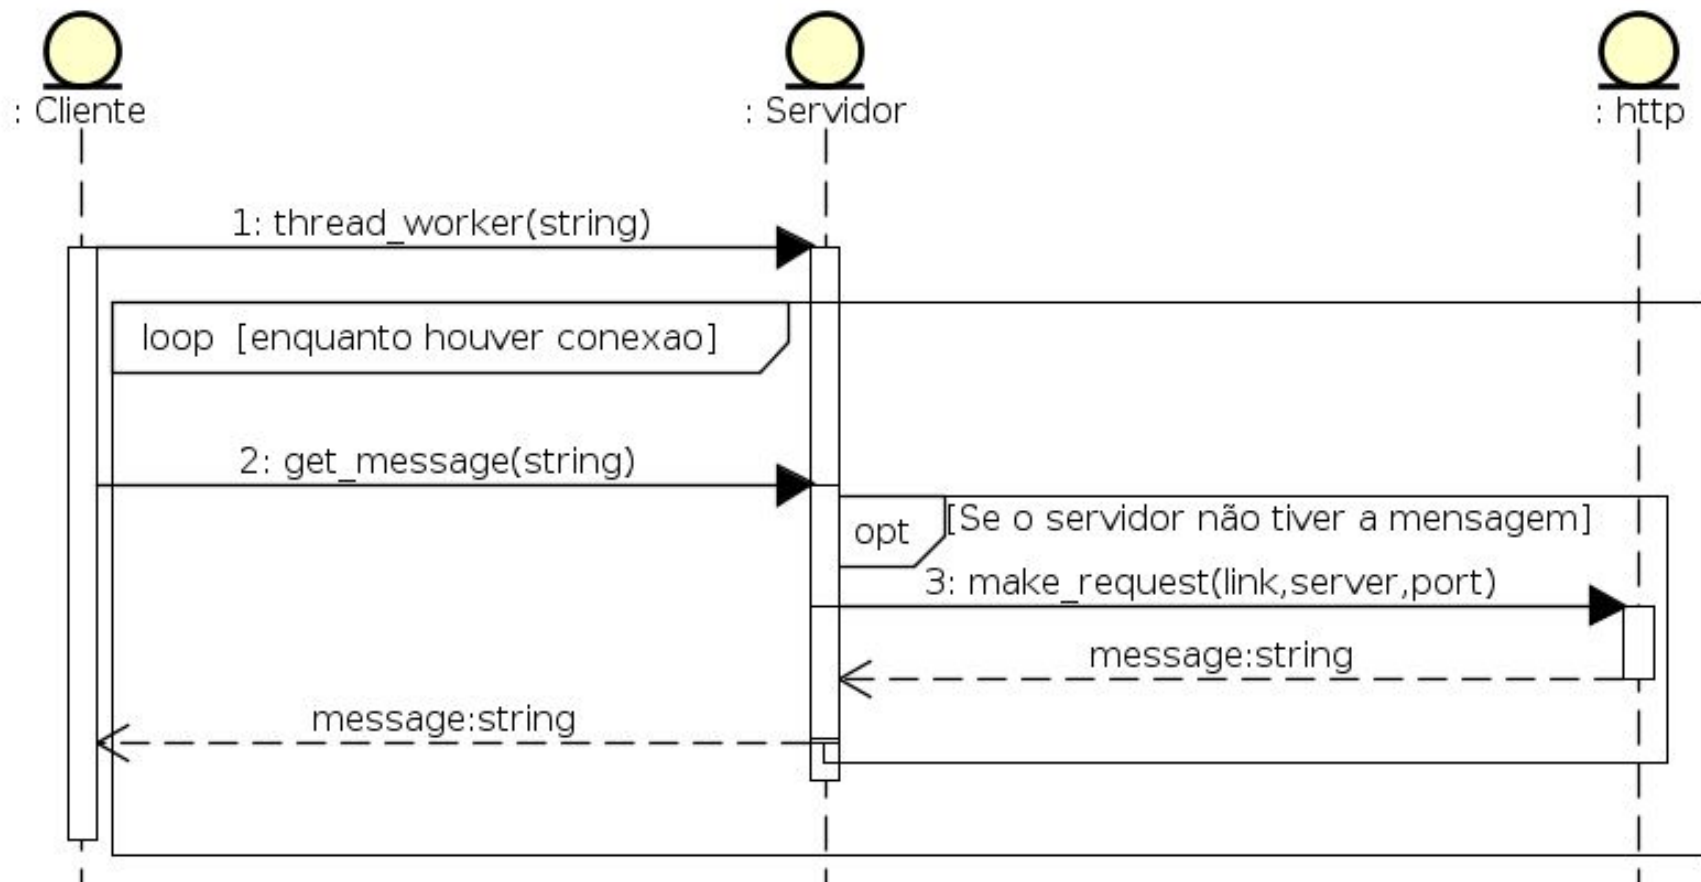 : Cliente
: Servidor
: http
1: thread_worker(string)
loop [enquanto houver conexao]
2: get_message(string)
opt
[Se o servidor não tiver a mensagem]
3: make_request(link,server,port)
message:string
message:string